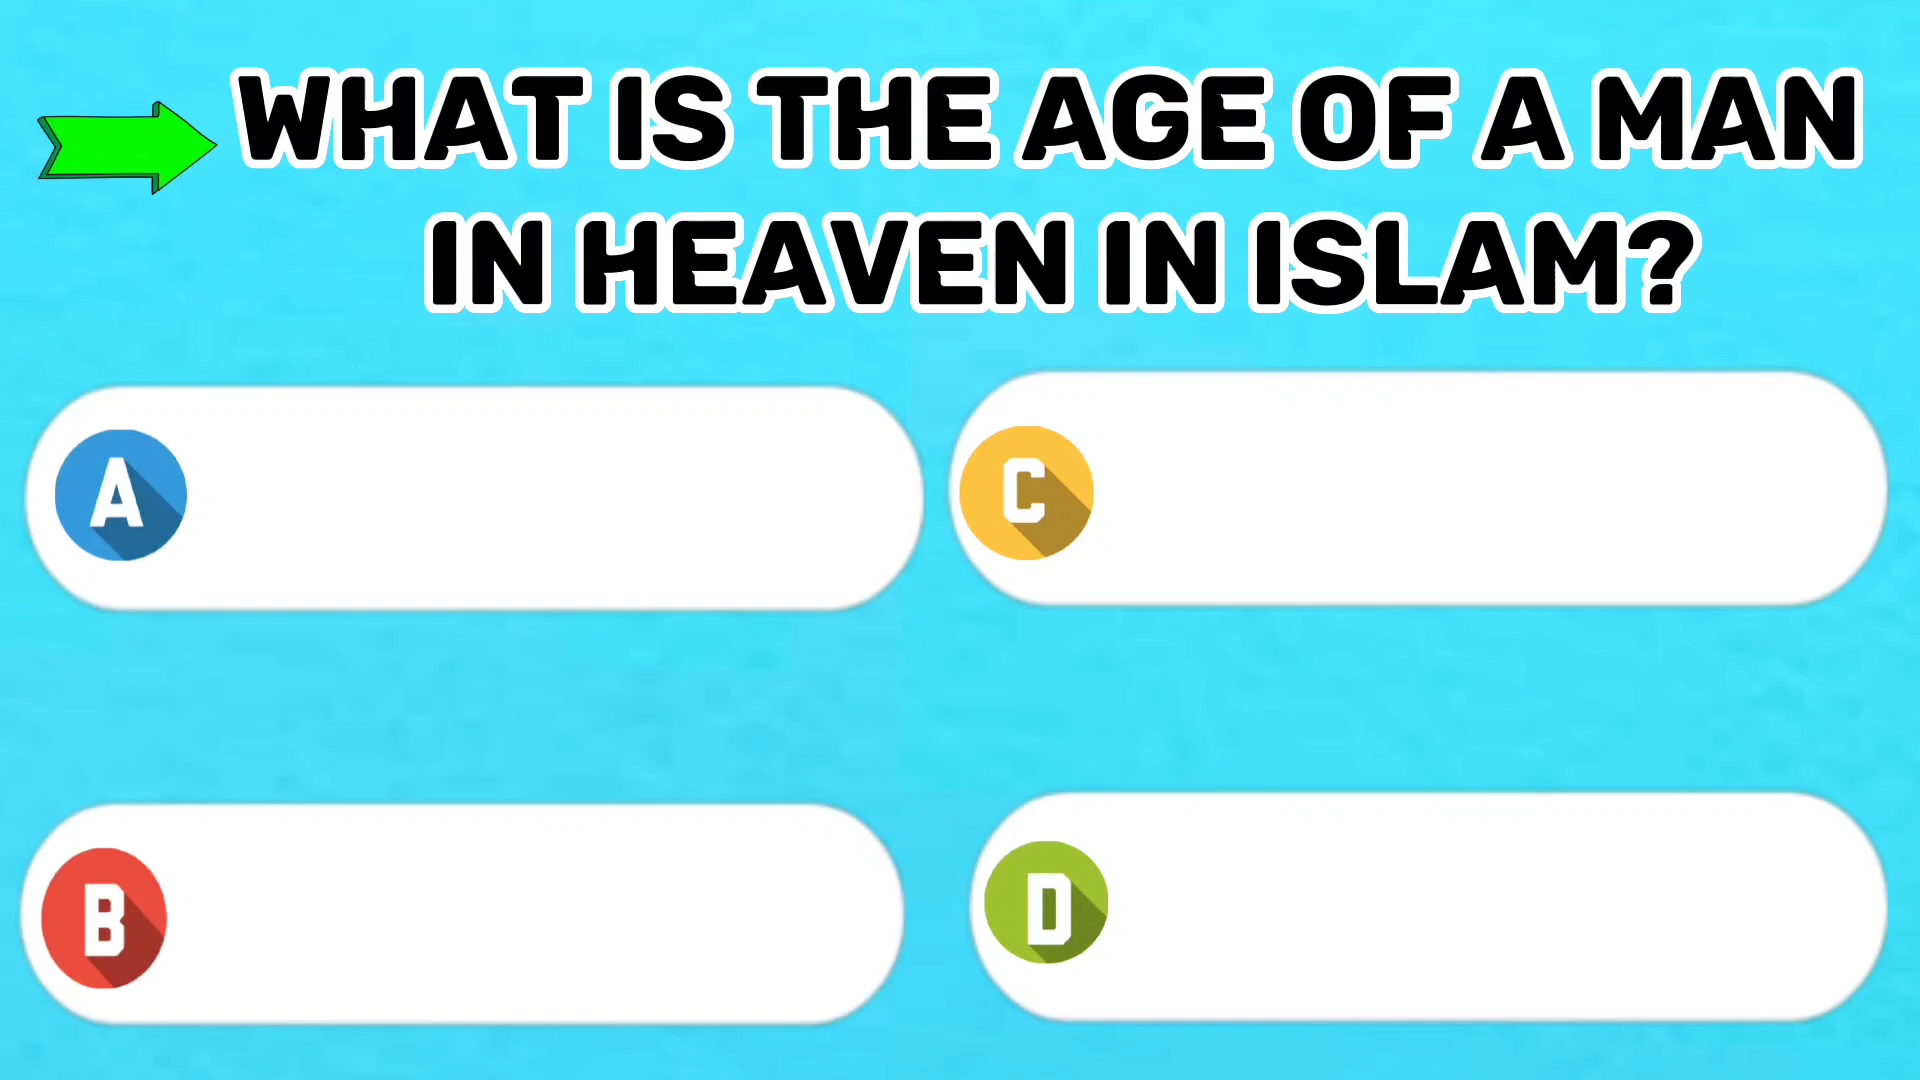 WHAT IS THE AGE OF A MAN
IN HEAVEN IN ISLAM?
A
C
B
D